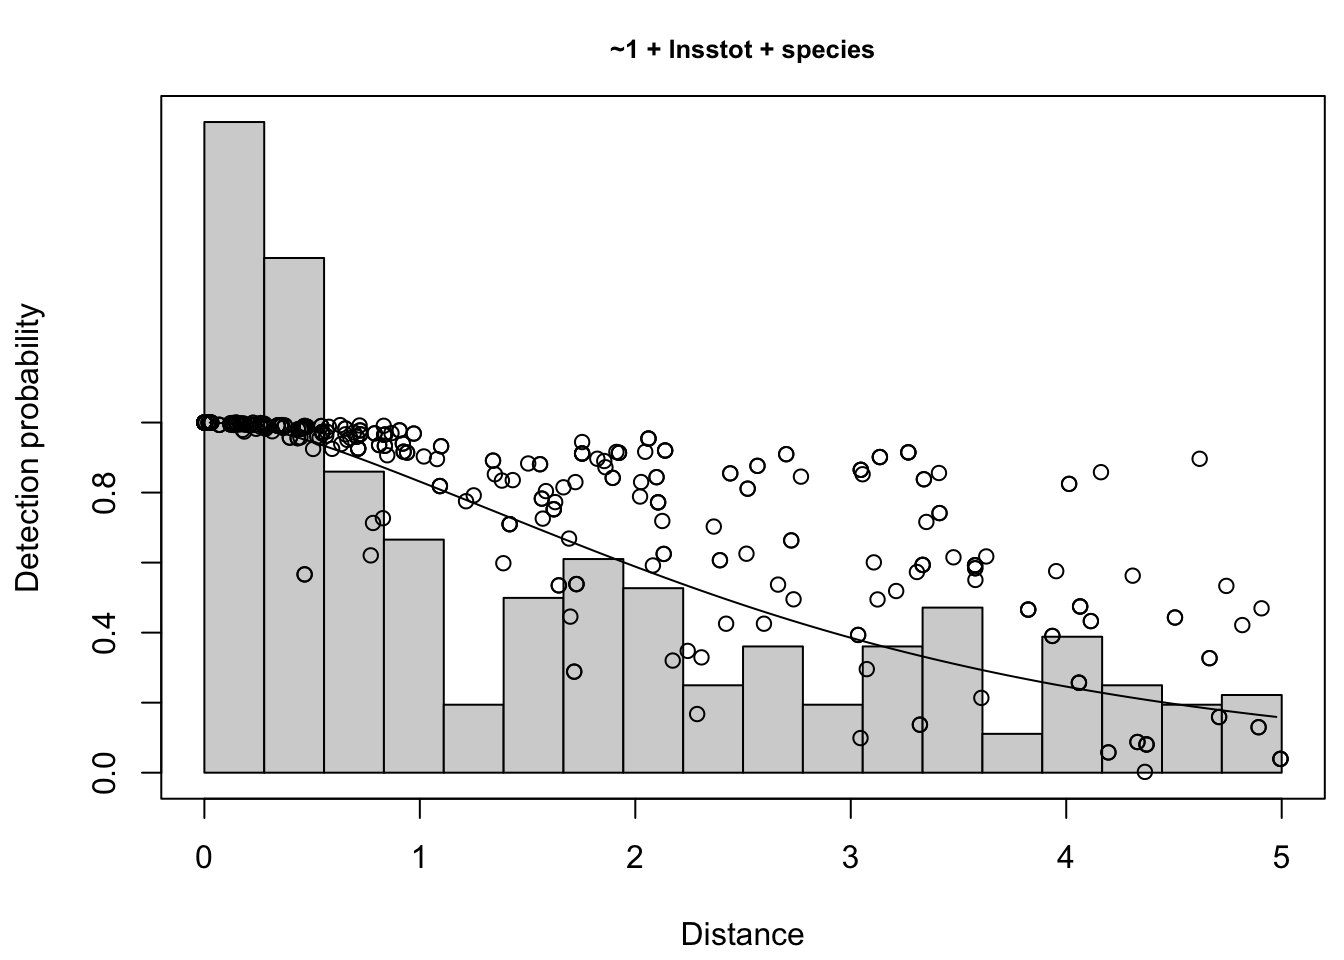 ~1 + lnsstot + species
Detection probability
0.8
0.4
0.0
0 1 2 3 4 5
Distance